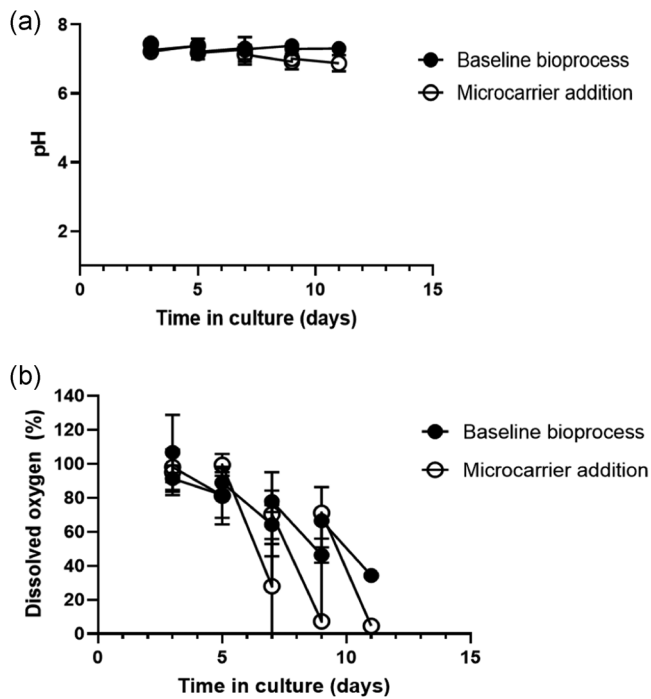 (a)
8
6
4
2
pH
0 5 10 15
Time in culture (days)
Baseline bioprocess
Microcarrier addition
(b)
140
120
100
80
60
40
20
0
Dissolved oxygen (%)
0 5 10 15
Time in culture (days)
Baseline bioprocess
Microcarrier addition